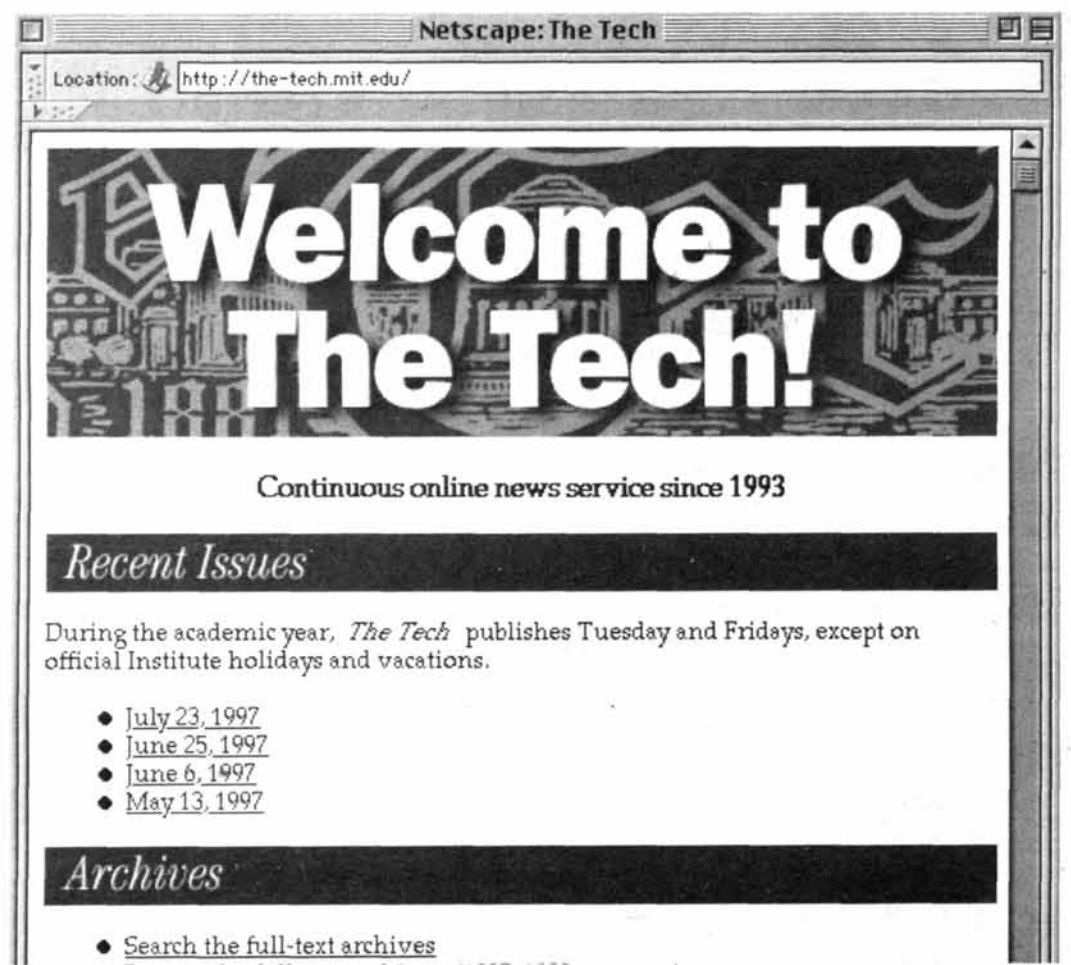 Netscape: The Tech
Location: http://the-tech.mit.edu/
Welcome to
The Tech!
Continuous online news service since 1993
Recent Issues
During the academic year, The Tech publishes Tuesday and Fridays, except on
official Institute holidays and vacations.
July 23, 1997
June 25, 1997
June 6, 1997
May 13, 1997
Archives
Search the full-text archives